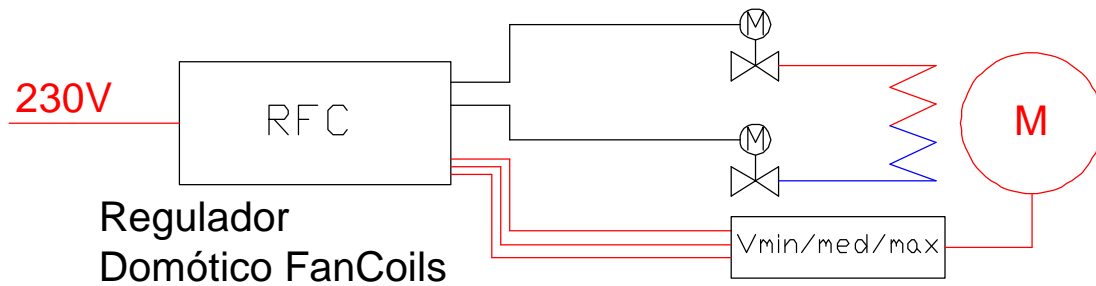 M
230V
RFC
M
M
Regulador
Domótico FanCoils
Vmin/med/max